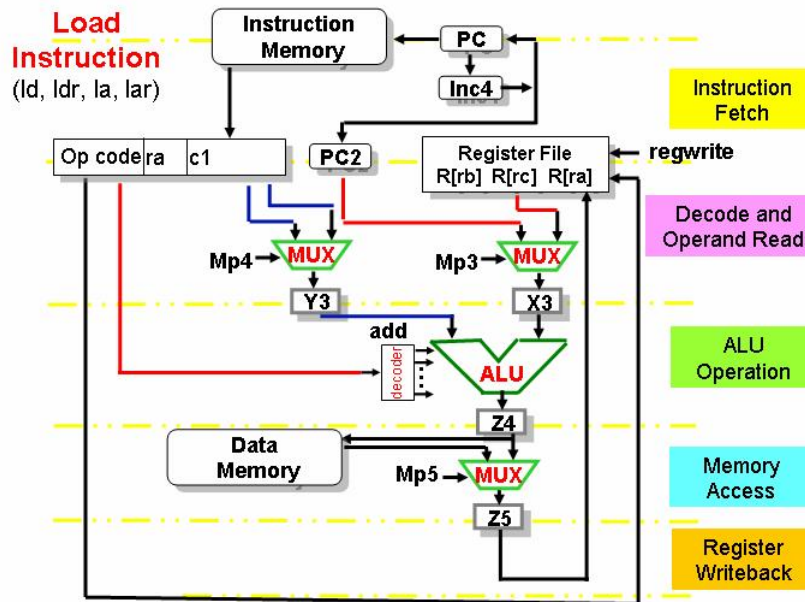 Load
Instruction
(ld, ldr, la, lar)
Instruction
Memory
PC
Inc4
Instruction
Fetch
Op code ra c1
PC2
Register File
R[rb] R[rc] R[ra]
regwrite
Decode and
Operand Read
Mp4
MUX
Mp3
MUX
Y3
X3
add
decoder
ALU
ALU
Operation
Z4
Data
Memory
Mp5
MUX
Memory
Access
Z5
Register
Writeback